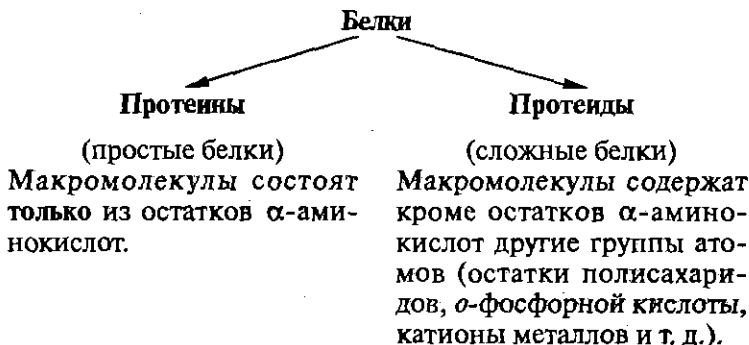 Белки
Протеины
(простые белки)
Макромолекулы состоят
только из остатков α-ами-
нокислот.
Протеиды
(сложные белки)
Макромолекулы содержат
кроме остатков α-амино-
кислот другие группы ато-
мов (остатки полисахари-
дов, о-фосфорной кислоты,
катионы металлов и т. д.).